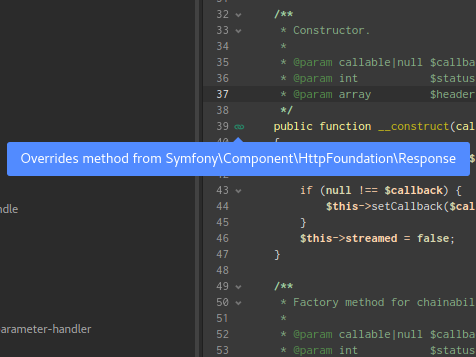 32 /**
33 * Constructor.
34 *
35 * @param callable|null $callba
36 * @param int $status
37 * @param array $header
38 */
39 public function __construct(cal
Overrides method from Symfony\Component\HttpFoundation\Response
$
ndle
43 if (null !== $callback) {
44 $this->setCallback($cal
45 }
46 $this->streamed = false;
47 }
48
49 /**
50 * Factory method for chainabil
51 *
arameter-handler
52 * @param callable|null $callba
53 * @param int $status